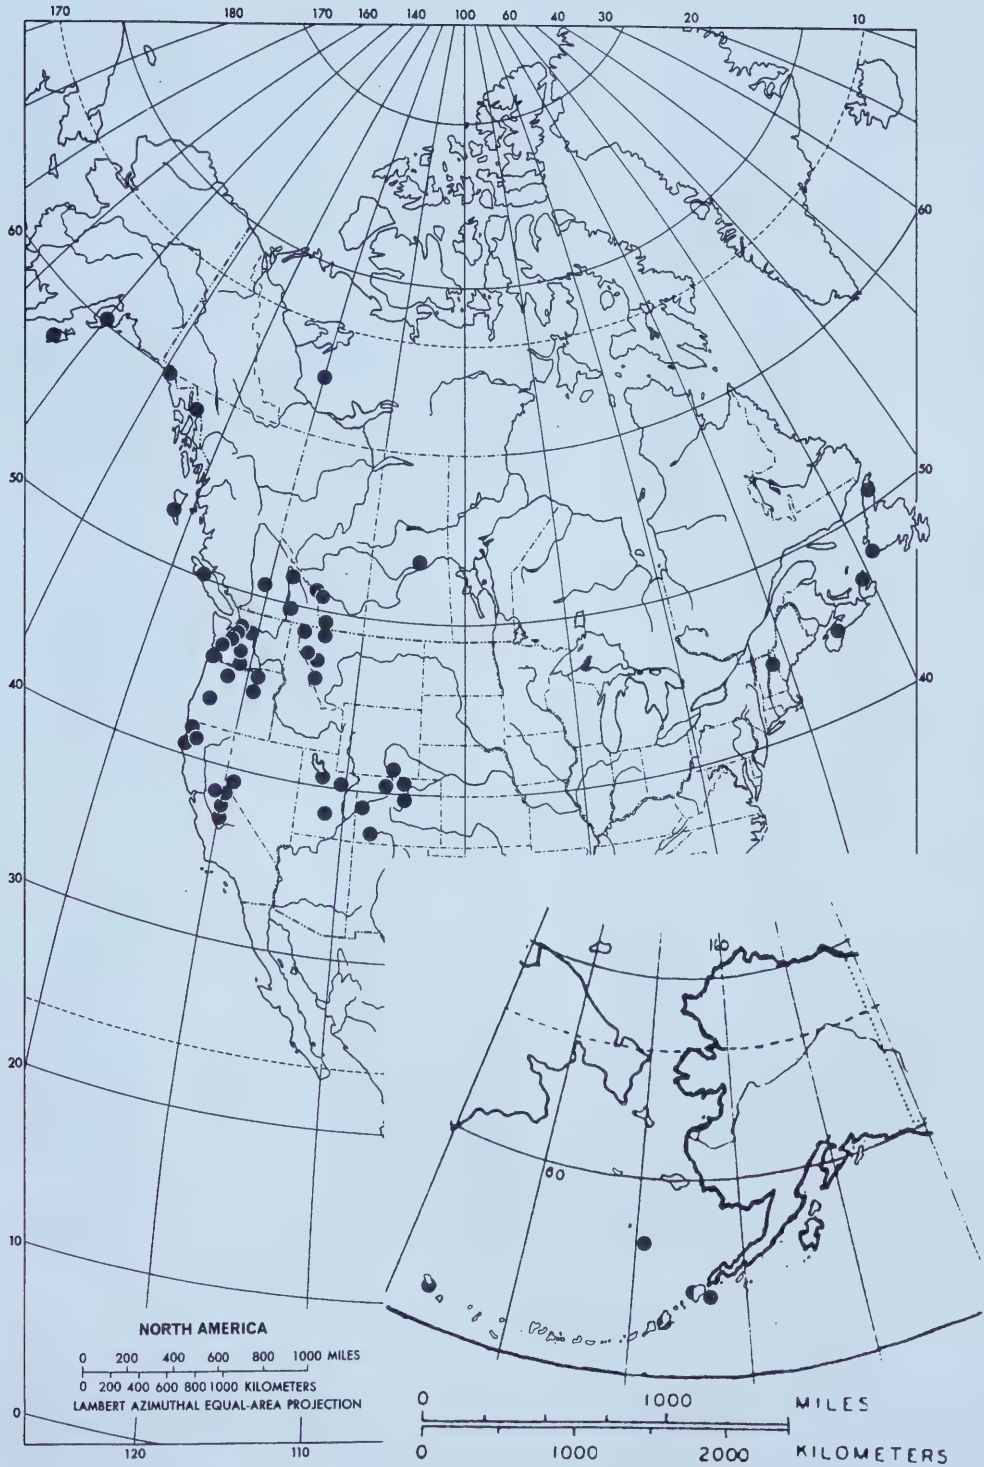 170 180 170 160 140 100 60 40 30 20 10
60 60
50 50
40 40
30
20
160
60
10
NORTH AMERICA
0 200 400 600 800 1000 MILES
0 200 400 600 800 1000 KILOMETERS
LAMBERT AZIMUTHAL EQUAL-AREA PROJECTION
0 1000 MILES
0 1000 2000 KILOMETERS
0
120 110